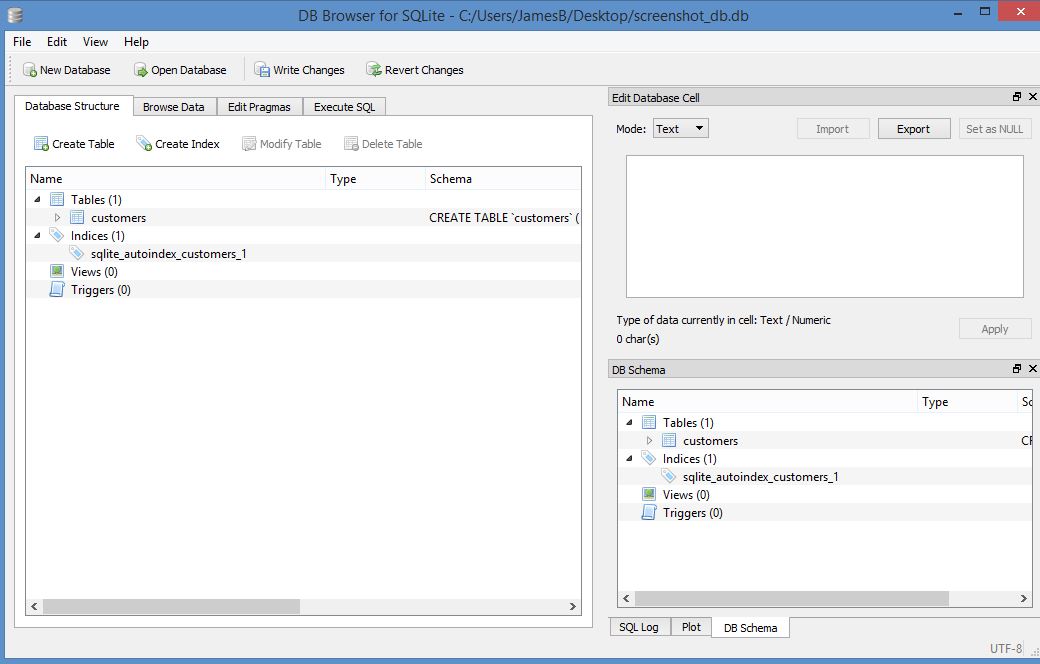 DB Browser for SQLite - C:/Users/JamesB/Desktop/screenshot_db.db
File Edit View Help
New Database Open Database Write Changes Revert Changes
Database Structure Browse Data Edit Pragmas Execute SQL
Create Table Create Index Modify Table Delete Table
Name Type Schema
Tables (1)
customers CREATE TABLE `customers` (
Indices (1)
sqlite_autoindex_customers_1
Views (0)
Triggers (0)
Edit Database Cell
Mode: Text Import Export Set as NULL
Type of data currently in cell: Text / Numeric
0 char(s)
Apply
DB Schema
Name Type Sc
Tables (1)
customers CR
Indices (1)
sqlite_autoindex_customers_1
Views (0)
Triggers (0)
SQL Log Plot DB Schema
UTF-8